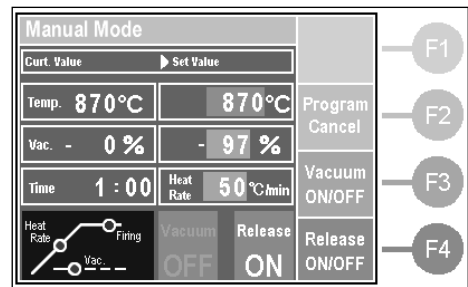 Manual Mode
Curt. Value ▶ Set Value
Temp. 870°C 870°C
Vac. - 0 % - 97 %
Time 1 : 00 Heat Rate 50 °C/min
Heat Rate Firing Vac.
Vacuum OFF
Release ON
Program Cancel
Vacuum ON/OFF
Release ON/OFF
F1
F2
F3
F4